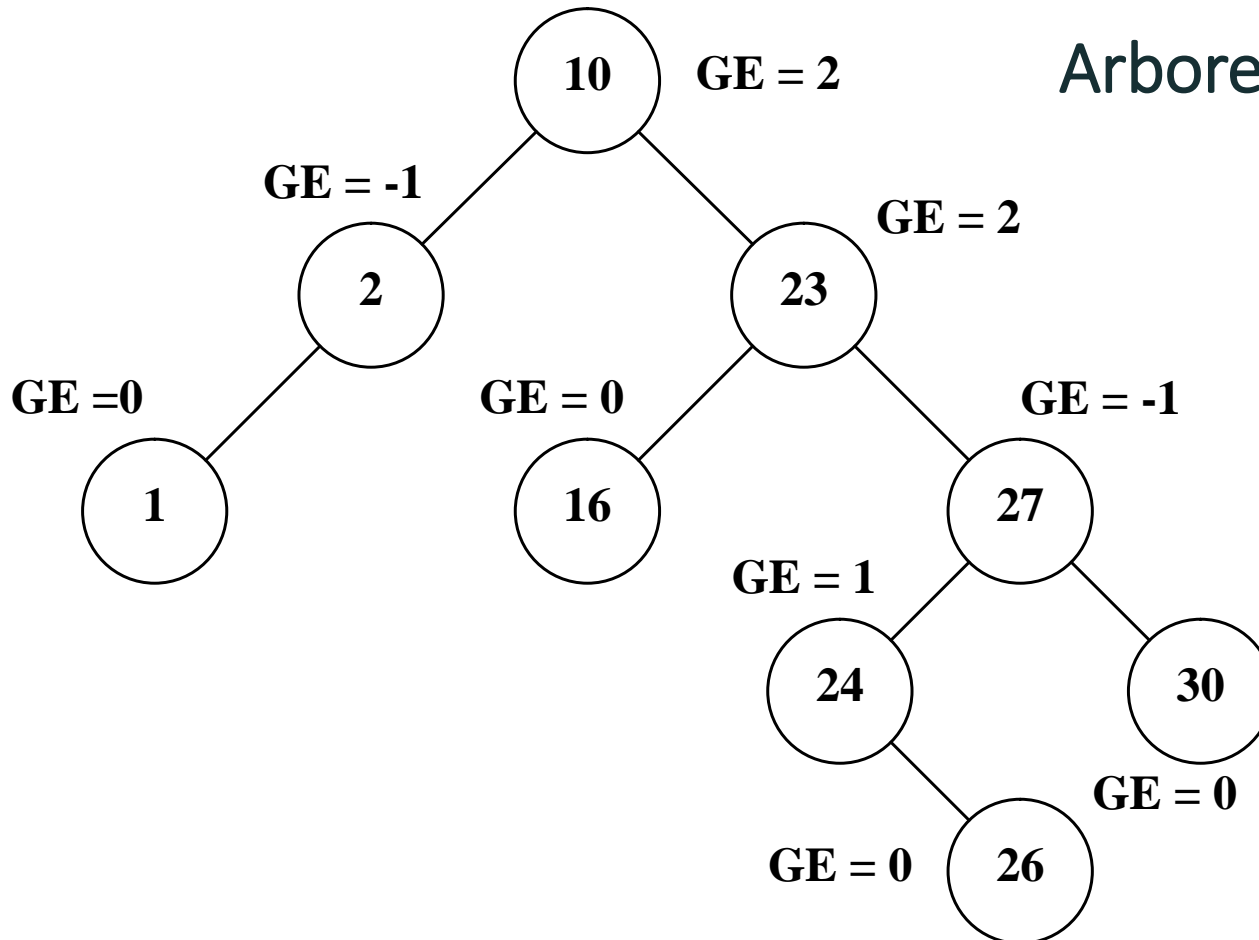 Arbore
10 GE = 2
GE = -1
GE = 2
2
23
GE =0
GE = 0
GE = -1
1
16
27
GE = 1
24
30
GE = 0
GE = 0
26